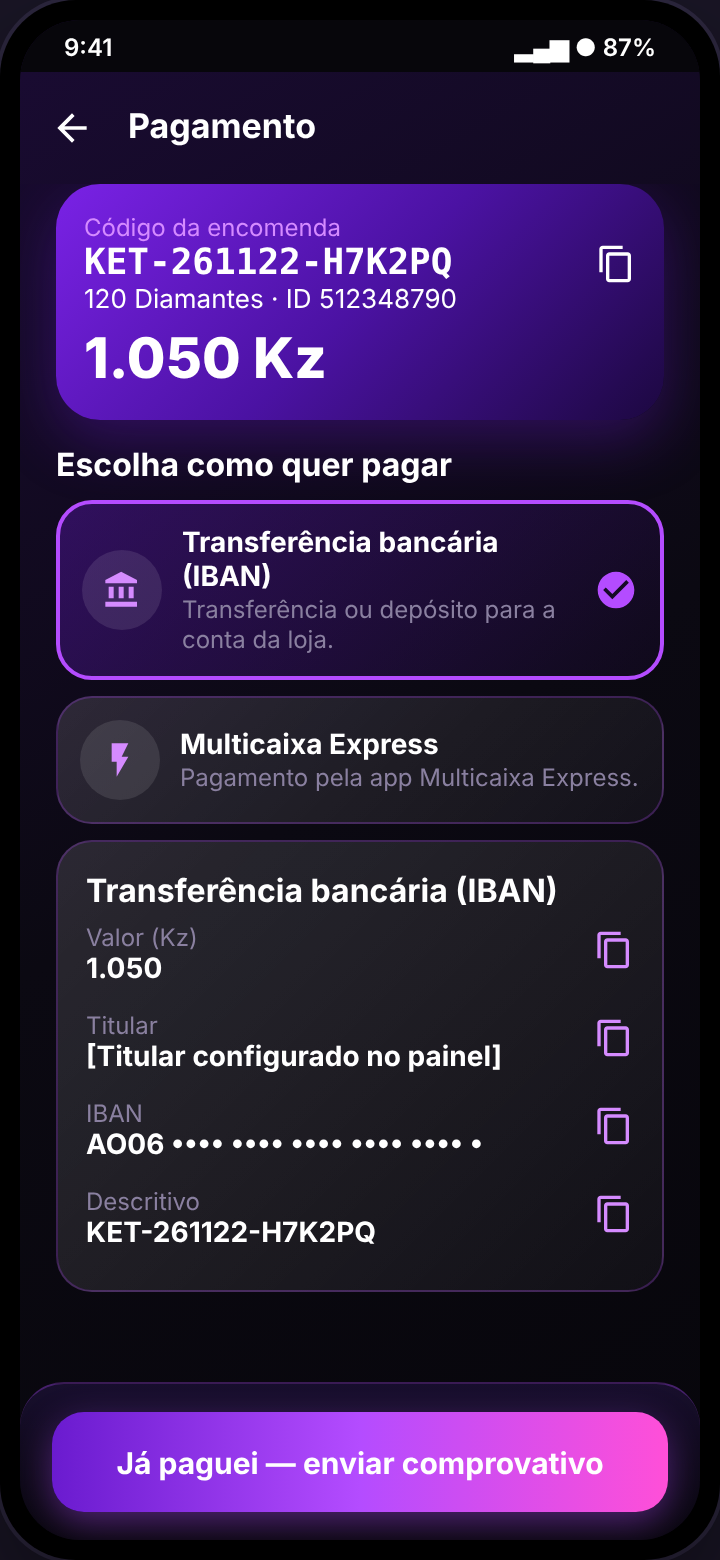 9:41
87%
Pagamento
Código da encomenda
KET-261122-H7K2PQ
120 Diamantes · ID 512348790
1.050 Kz
Escolha como quer pagar
Transferência bancária
(IBAN)
Transferência ou depósito para a
conta da loja.
Multicaixa Express
Pagamento pela app Multicaixa Express.
Transferência bancária (IBAN)
Valor (Kz)
1.050
Titular
[Titular configurado no painel]
IBAN
AO06 •••• •••• •••• •••• •••• •
Descritivo
KET-261122-H7K2PQ
Já paguei — enviar comprovativo